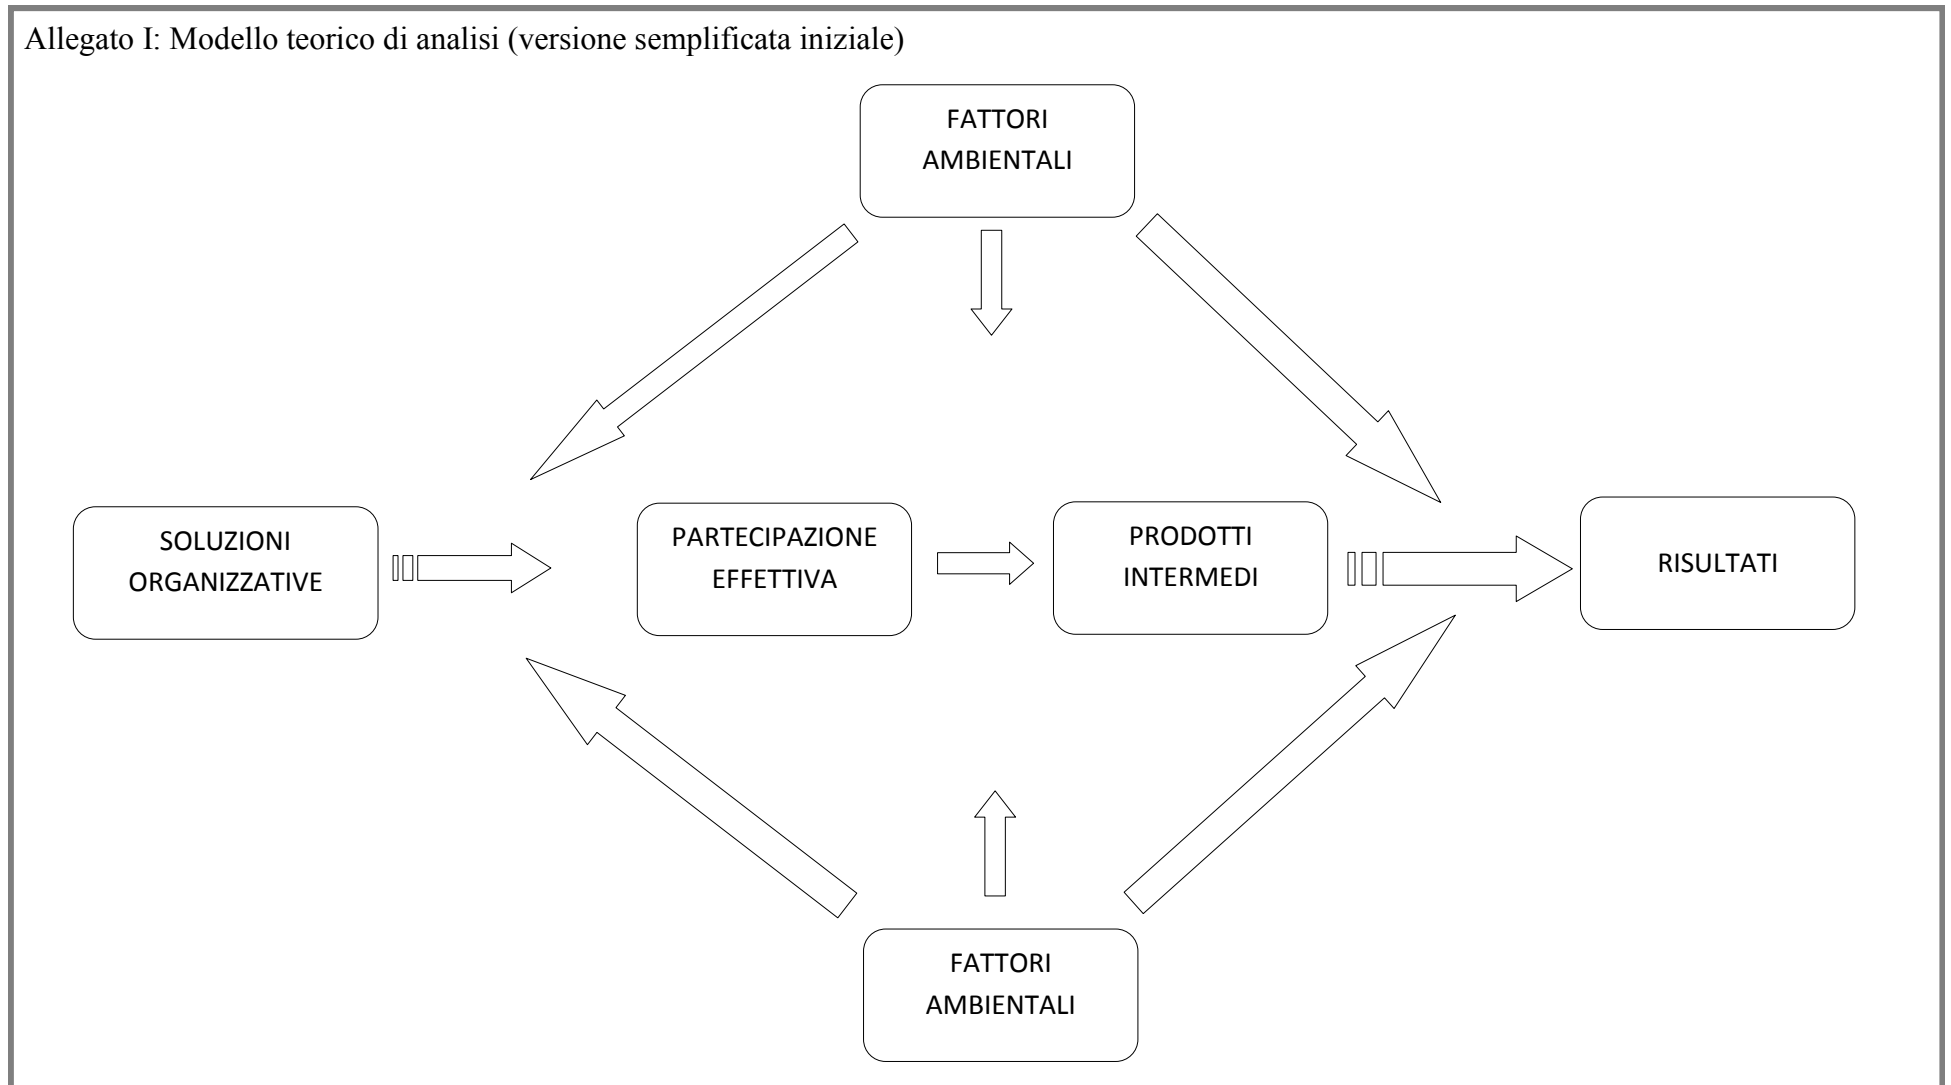 Allegato I: Modello teorico di analisi (versione semplificata iniziale)
FATTORI
AMBIENTALI
SOLUZIONI
ORGANIZZATIVE
PARTECIPAZIONE
EFFETTIVA
PRODOTTI
INTERMEDI
RISULTATI
FATTORI
AMBIENTALI